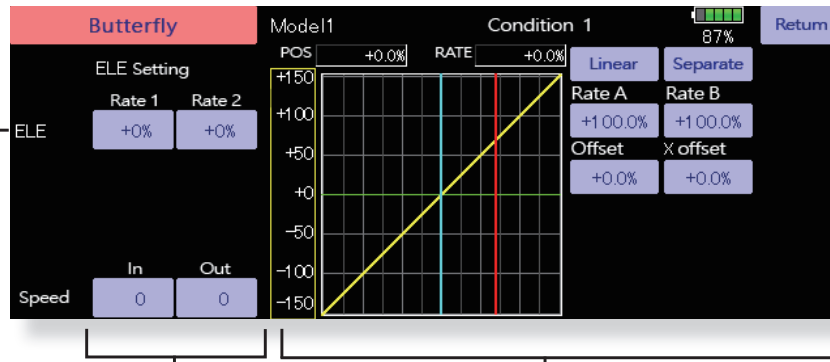 Butterfly Model1 Condition 1 87% Return
ELE Setting
Rate 1 Rate 2
ELE +0% +0%
In Out
Speed 0 0
POS +0.0% RATE +0.0%
+150
+100
+50
+0
-50
-100
-150
Linear Separate
Rate A Rate B
+100.0% +100.0%
Offset X offset
+0.0% +0.0%